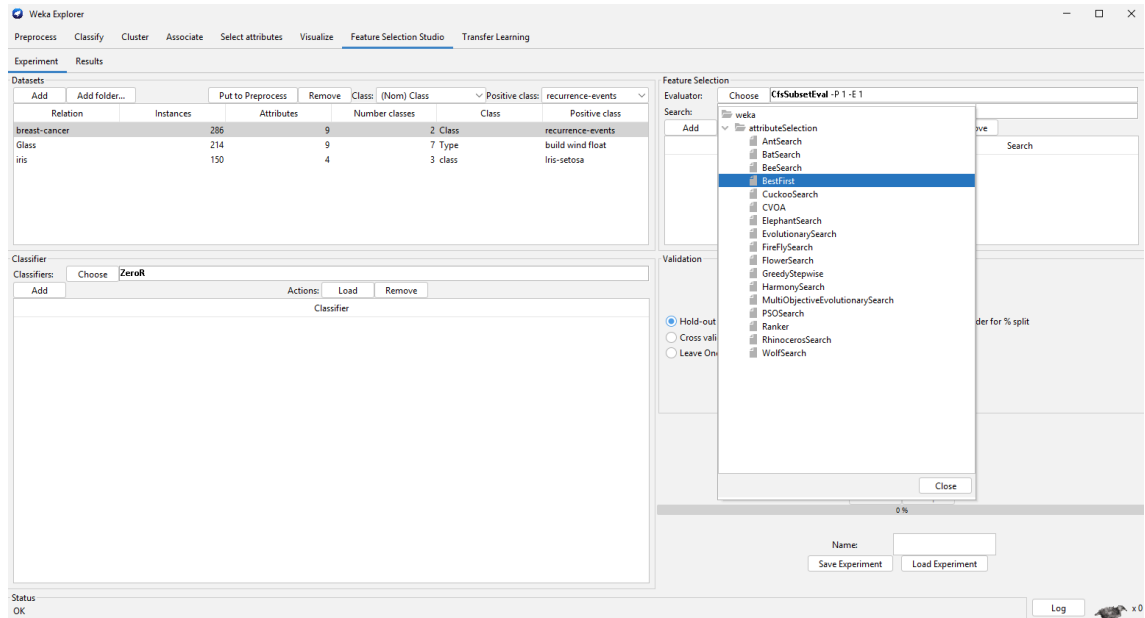 Weka Explorer
Preprocess Classify Cluster Associate Select attributes Visualize Feature Selection Studio Transfer Learning
Experiment Results
Datasets
Add Add folder... Put to Preprocess Remove Class: (Nom) Class Positive class: recurrence-events
Relation Instances Attributes Number classes Class Positive class
breast-cancer 286 9 2 Class recurrence-events
Glass 214 9 7 Type build wind float
iris 150 4 3 class Iris-setosa
Feature Selection
Evaluator: Choose CfsSubsetEval -P 1 -E 1
Search:
Add
Search
weka
attributeSelection
AntSearch
BatSearch
BeeSearch
BestFirst
CuckooSearch
CVOA
ElephantSearch
EvolutionarySearch
FireFlySearch
FlowerSearch
GreedyStepwise
HarmonySearch
MultiObjectiveEvolutionarySearch
PSOSearch
Ranker
RhinocerosSearch
WolfSearch
Close
Classifier
Classifiers: Choose ZeroR
Add Actions: Load Remove
Classifier
Validation
Hold-out der for % split
Cross vali
Leave On
0 %
Name:
Save Experiment Load Experiment
Status
OK
Log x 0